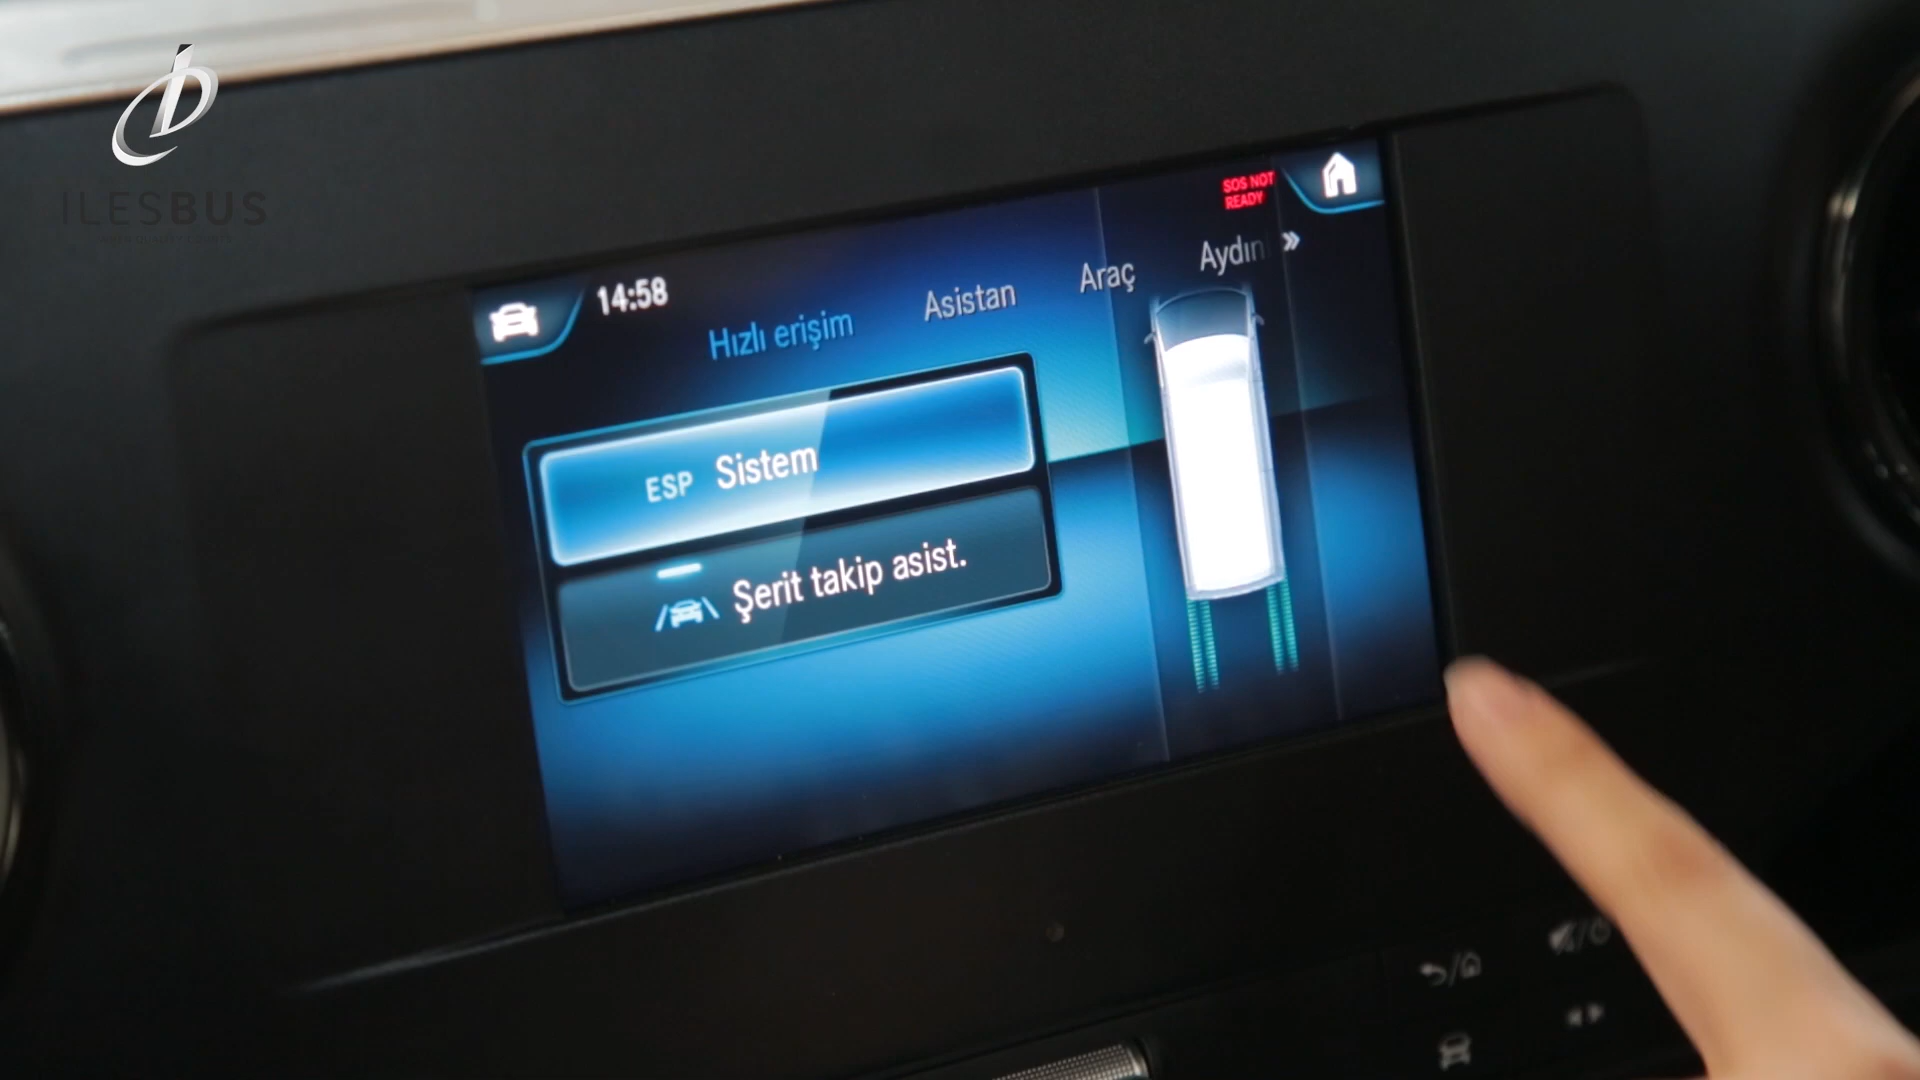 ILESBUS
SOS NOT
READY
14:58
Hızlı erişim
Asistan
Araç
Aydın
ESP Sistem
Şerit takip asist.